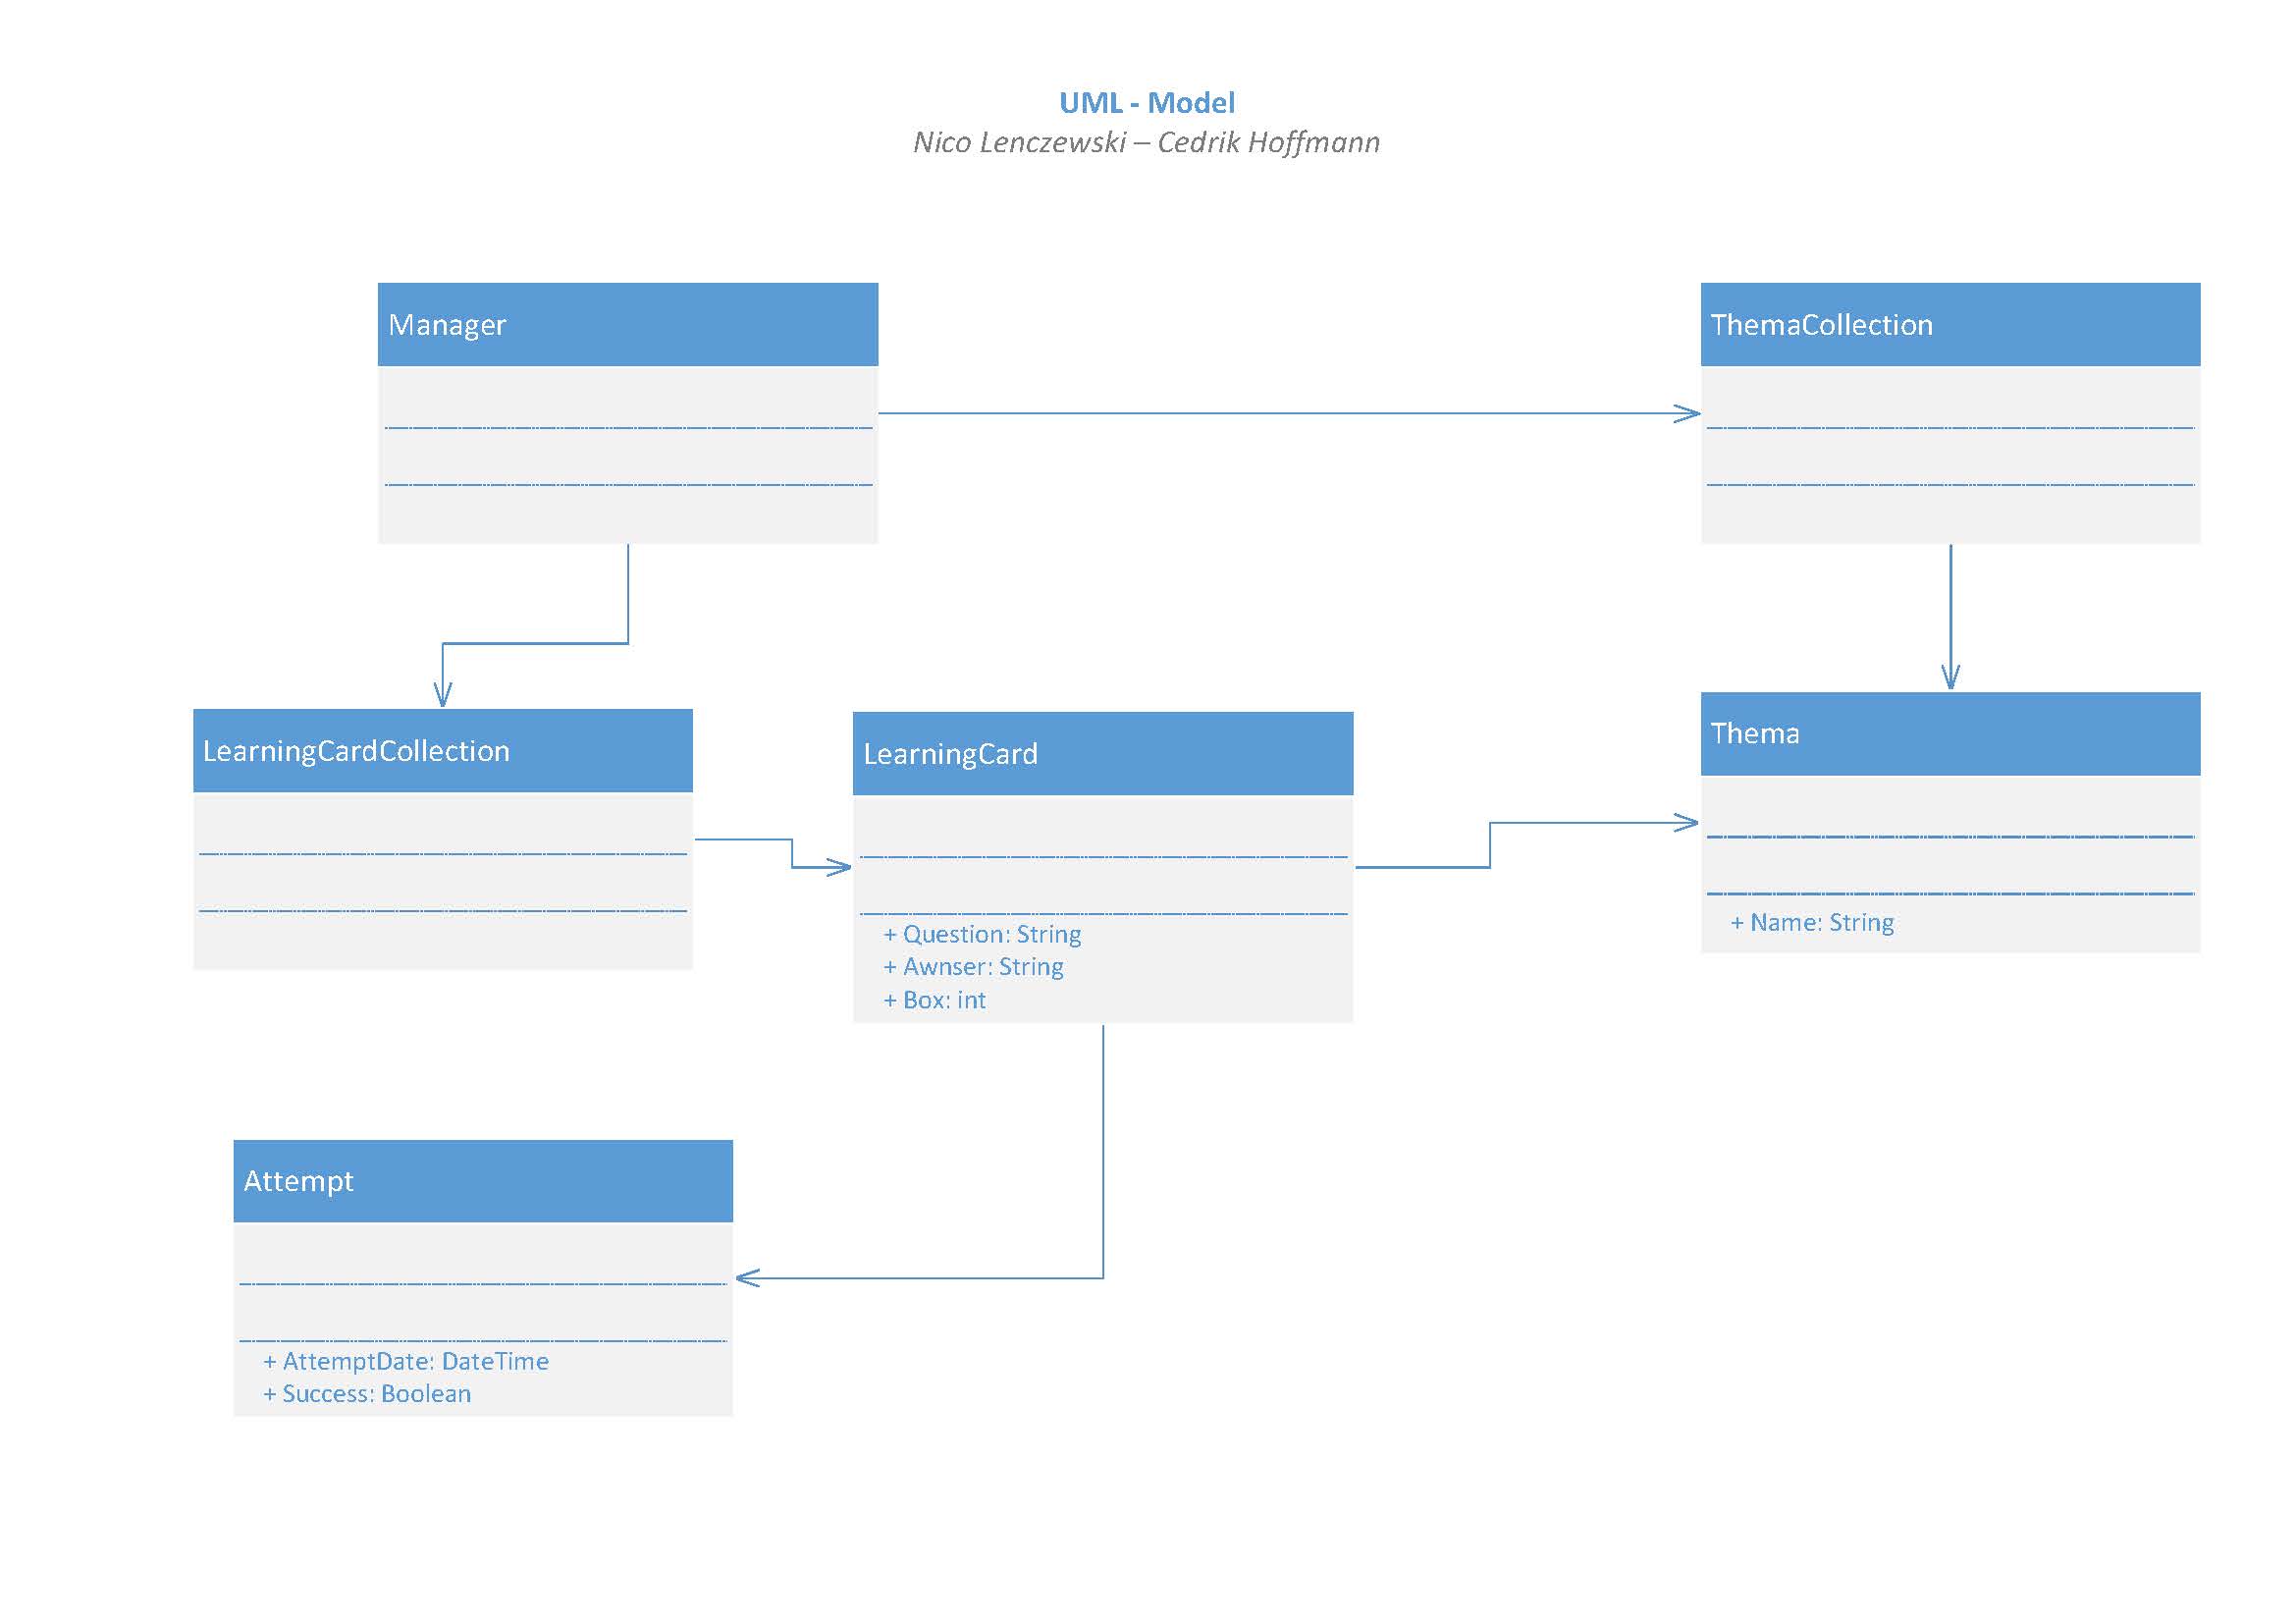 UML - Model
Nico Lenczewski – Cedrik Hoffmann
Manager
ThemaCollection
LearningCardCollection
LearningCard
+ Question: String
+ Awnser: String
+ Box: int
Thema
+ Name: String
Attempt
+ AttemptDate: DateTime
+ Success: Boolean